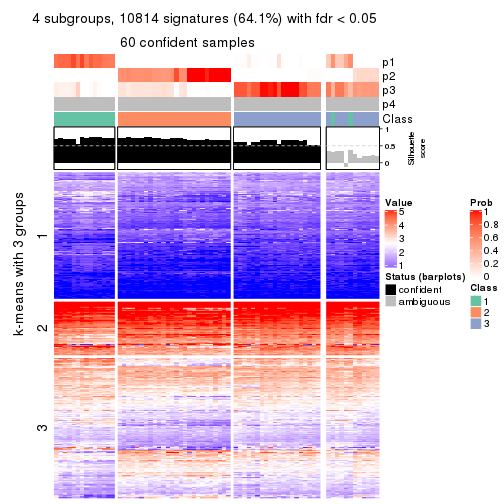 4 subgroups, 10814 signatures (64.1%) with fdr < 0.05
60 confident samples
p1
p2
p3
p4
Class
1
0.5
0
Silhouette
score
k-means with 3 groups
1
2
3
Value
5
4
3
2
1
Status (barplots)
confident
ambiguous
Prob
1
0.8
0.6
0.4
0.2
0
Class
1
2
3